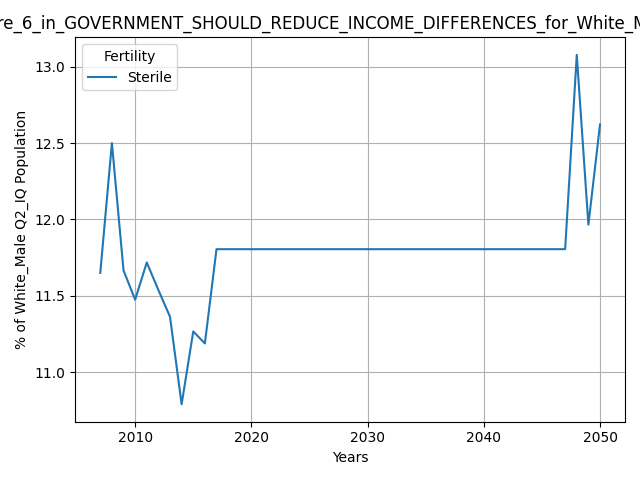 re_6_in_GOVERNMENT_SHOULD_REDUCE_INCOME_DIFFERENCES_for_White_M
Fertility
Sterile
13.0
12.5
12.0
11.5
11.0
% of White_Male Q2_IQ Population
2010 2020 2030 2040 2050
Years